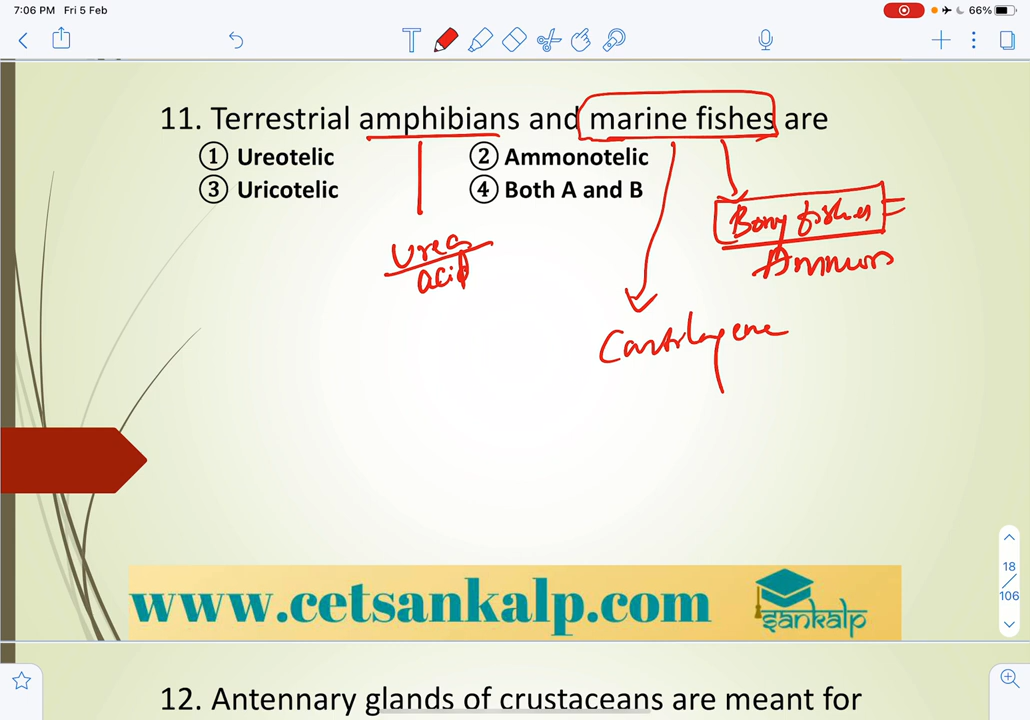 7:06 PM Fri 5 Feb
66%
T
11. Terrestrial amphibians and marine fishes are
1 Ureotelic
2 Ammonotelic
3 Uricotelic
4 Both A and B
Bony fishes
Urea
acid
18
106
www.cetsankalp.com
sankalp
12. Antennary glands of crustaceans are meant for